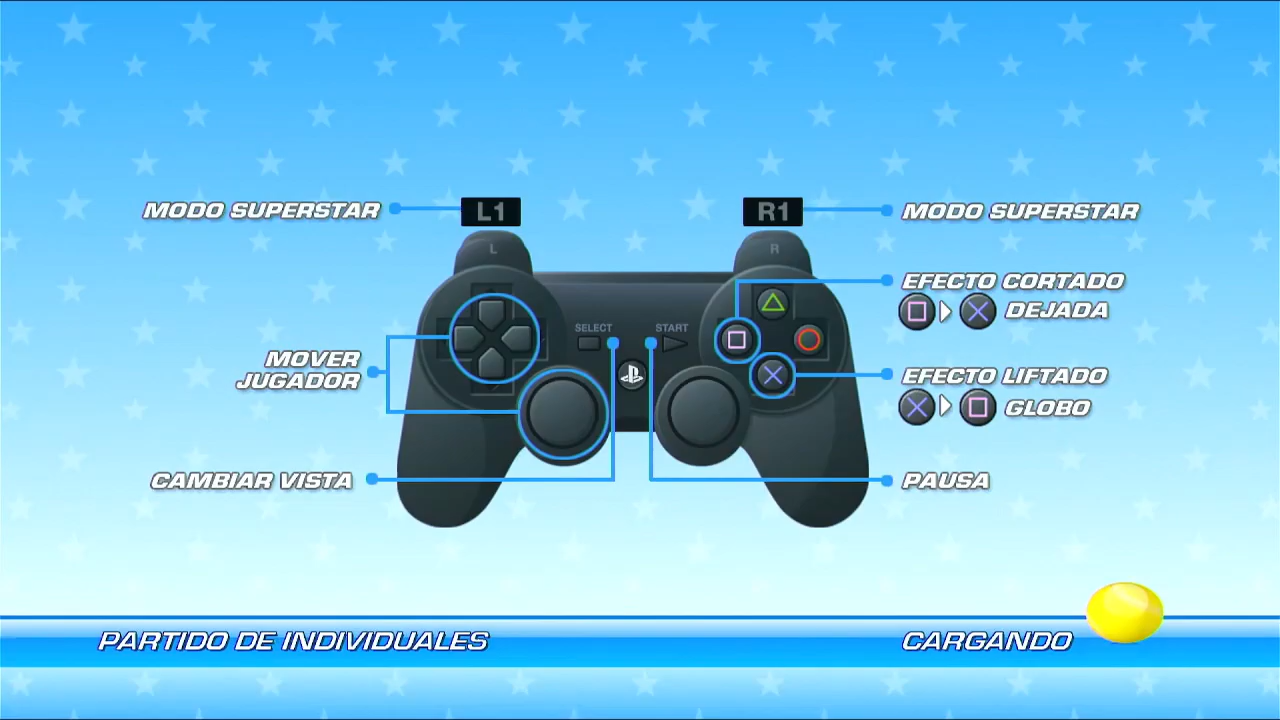 L1
R1
MODO SUPERSTAR
MODO SUPERSTAR
L
R
EFECTO CORTADO
DEJADA
SELECT
START
MOVER
JUGADOR
EFECTO LIFTADO
GLOBO
CAMBIAR VISTA
PAUSA
PARTIDO DE INDIVIDUALES
CARGANDO